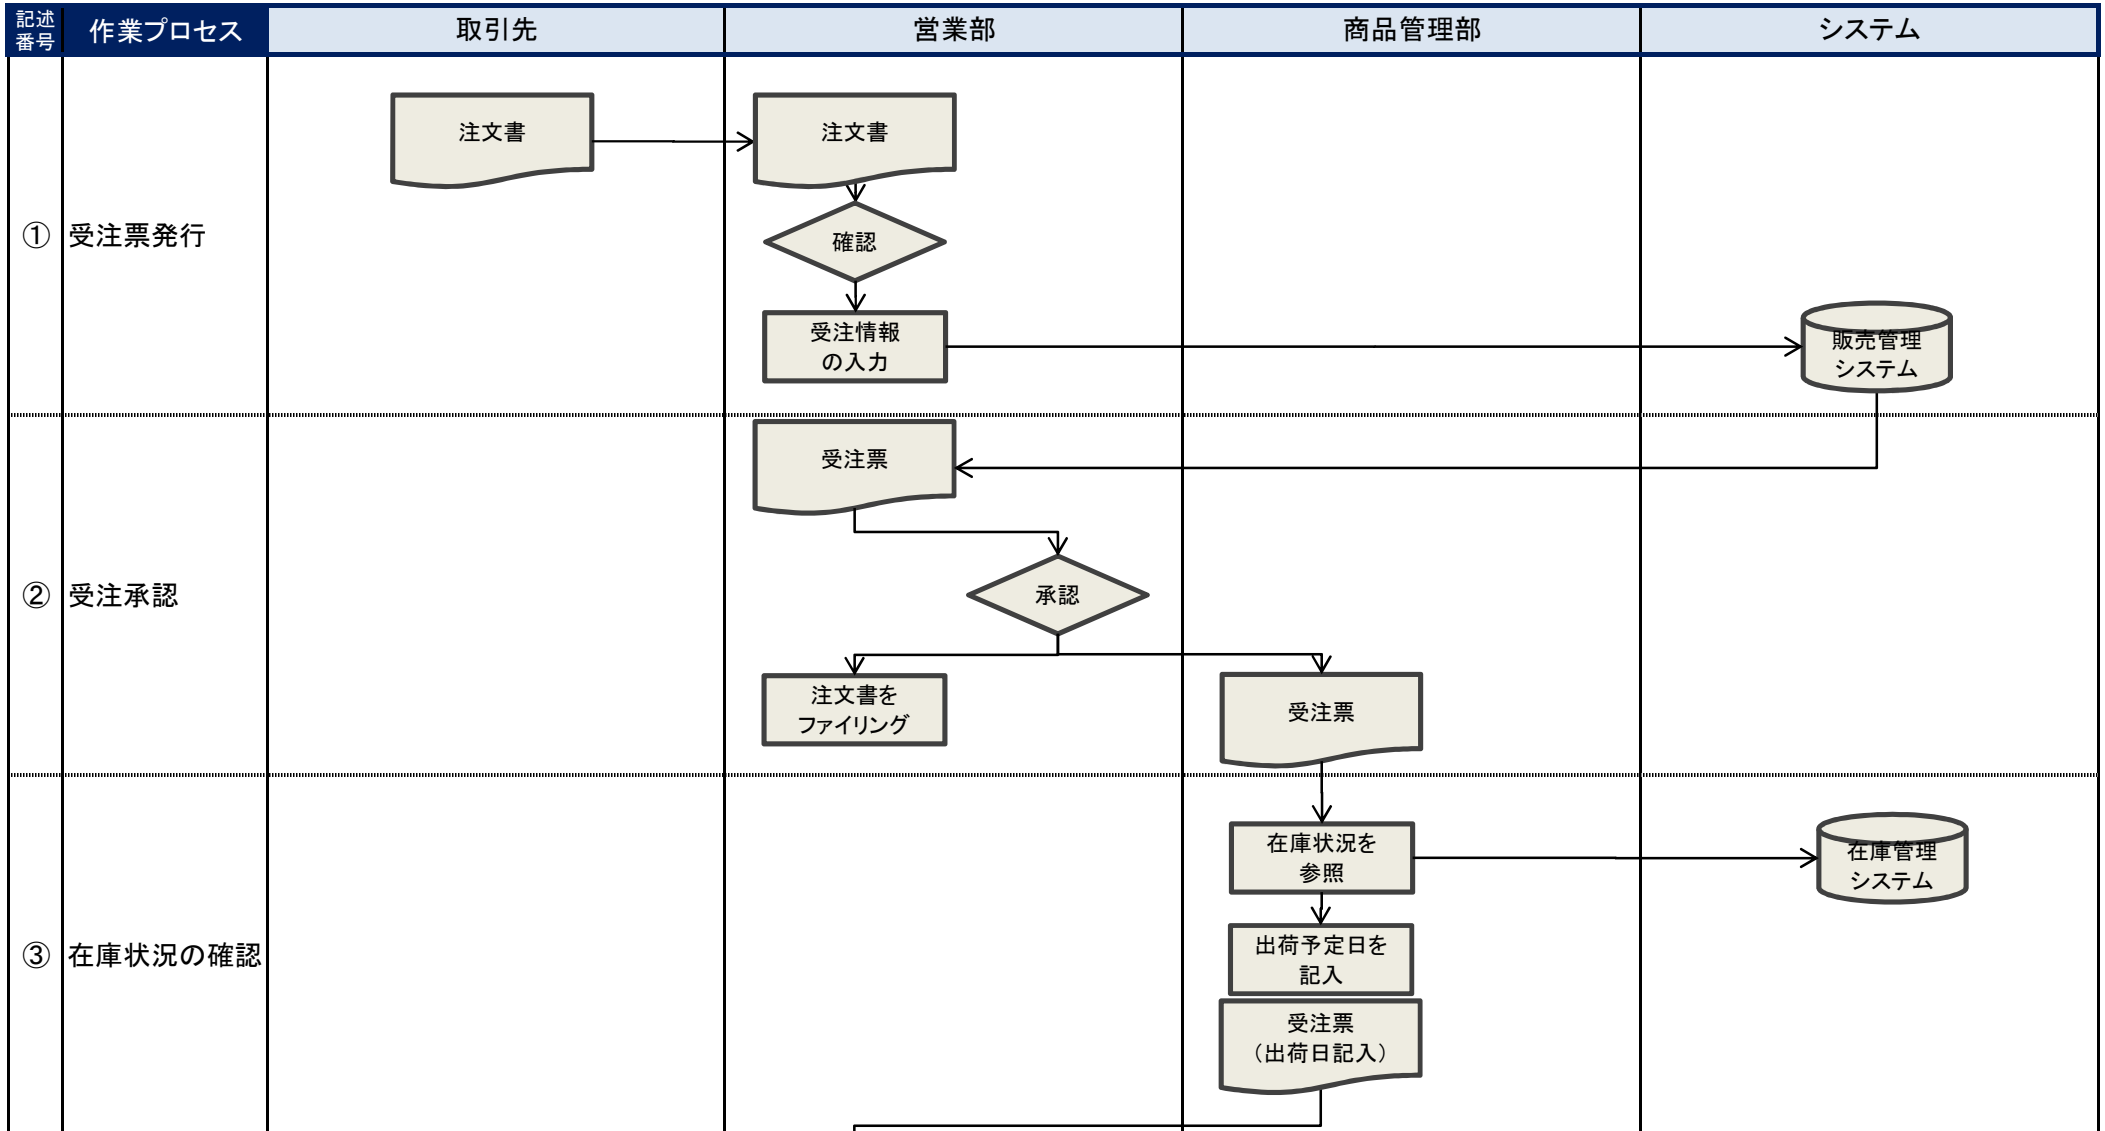 記述
番号
作業プロセス
取引先
営業部
商品管理部
システム
注文書
注文書
①
受注票発行
確認
受注情報
の入力
販売管理
システム
受注票
②
受注承認
承認
注文書を
ファイリング
受注票
③
在庫状況の確認
在庫状況を
参照
在庫管理
システム
出荷予定日を
記入
受注票
（出荷日記入）